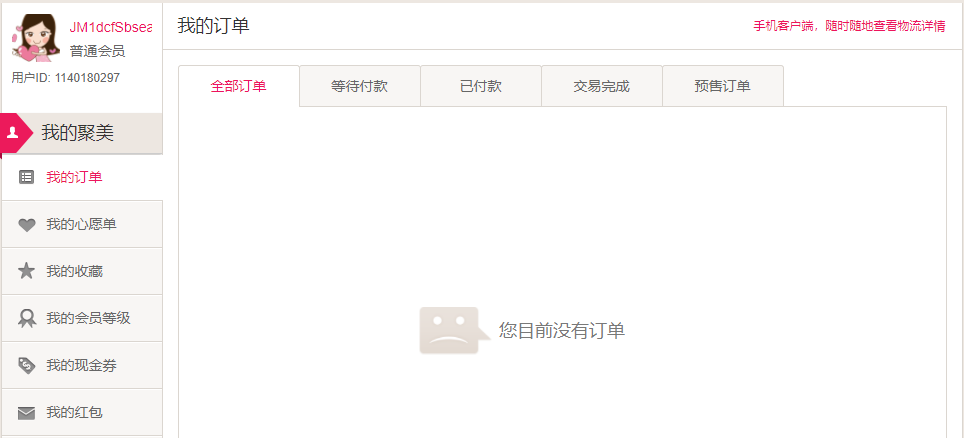 JM1dcfSbsea
普通会员
用户ID: 1140180297
我的聚美
我的订单
我的心愿单
我的收藏
我的会员等级
我的现金券
我的红包
我的订单
手机客户端，随时随地查看物流详情
全部订单 等待付款 已付款 交易完成 预售订单
您目前没有订单